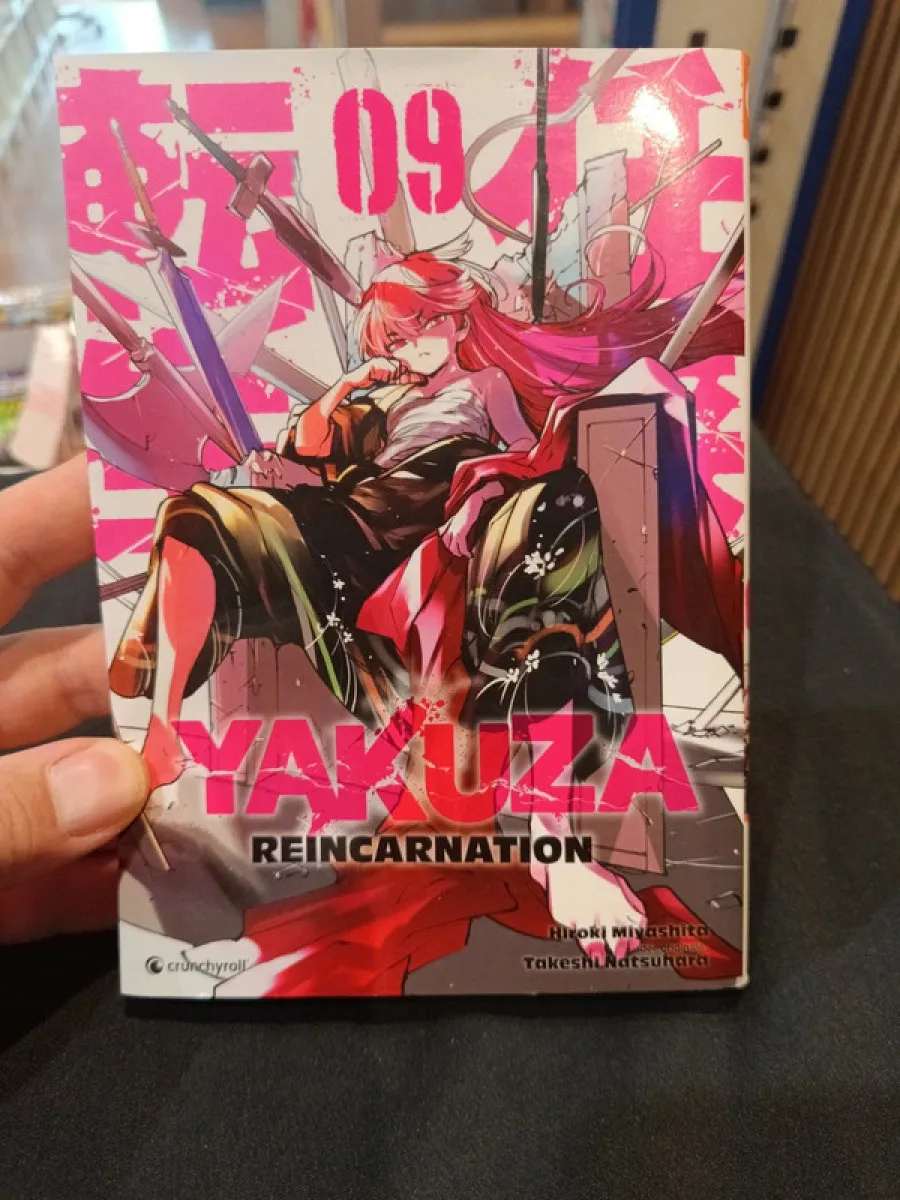 09
YAKUZA
REINCARNATION
Hiroki Miyashita
Takeshi Natsuhara
crunchyroll